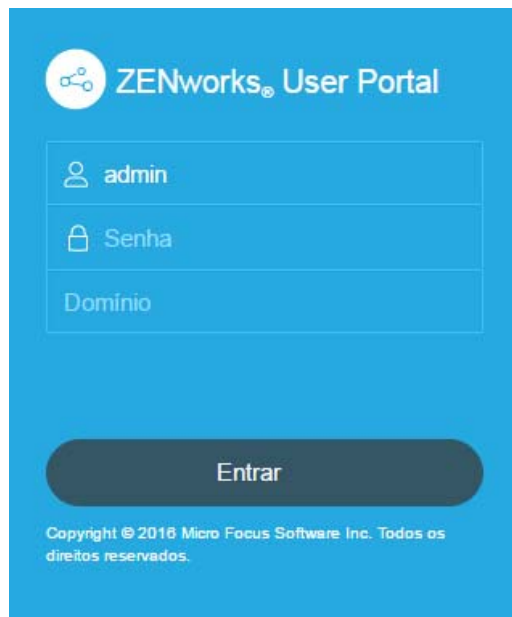 ZENworks® User Portal
admin
Senha
Domínio
Entrar
Copyright © 2016 Micro Focus Software Inc. Todos os
direitos reservados.